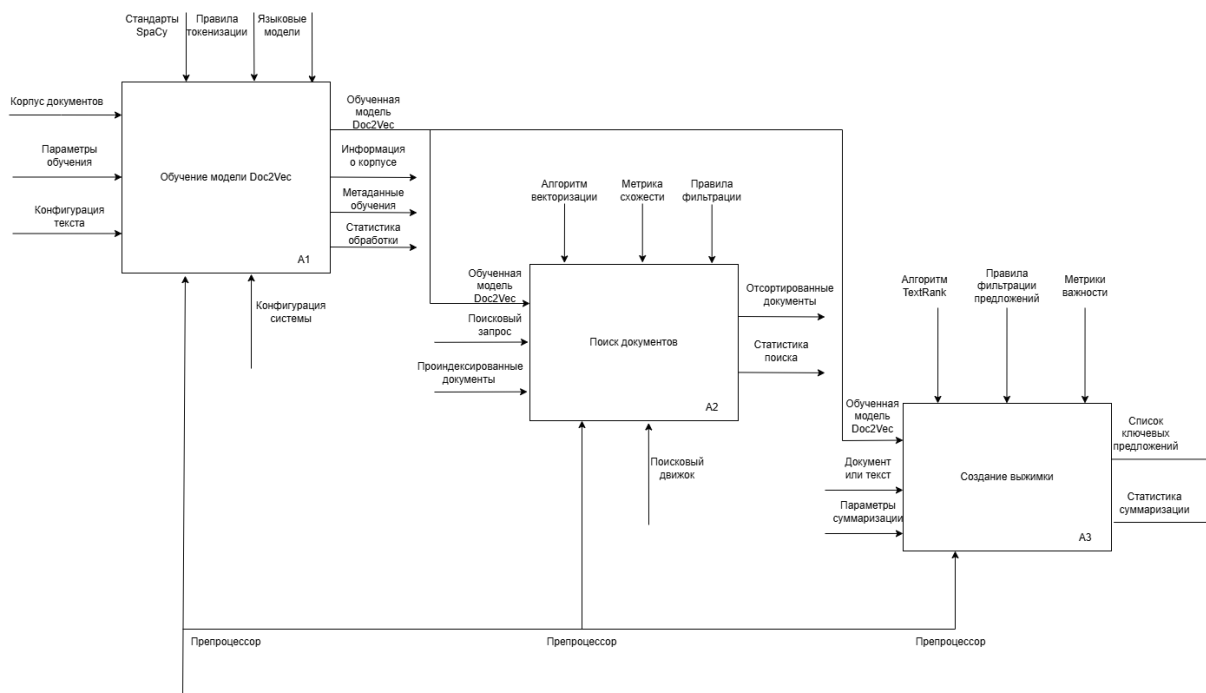 Стандарты
SpaCy
Правила
токенизации
Языковые
модели
Корпус документов
Параметры
обучения
Конфигурация
текста
Обучение модели Doc2Vec
A1
Обученная
модель
Doc2Vec
Информация
о корпусе
Метаданные
обучения
Статистика
обработки
Конфигурация
системы
Алгоритм
векторизации
Метрика
схожести
Правила
фильтрации
Обученная
модель
Doc2Vec
Поисковый
запрос
Проиндексированные
документы
Поиск документов
A2
Отсортированные
документы
Статистика
поиска
Поисковый
движок
Алгоритм
TextRank
Правила
фильтрации
предложений
Метрики
важности
Обученная
модель
Doc2Vec
Документ
или текст
Параметры
суммаризации
Создание выжимки
A3
Список
ключевых
предложений
Статистика
суммаризации
Препроцессор
Препроцессор
Препроцессор